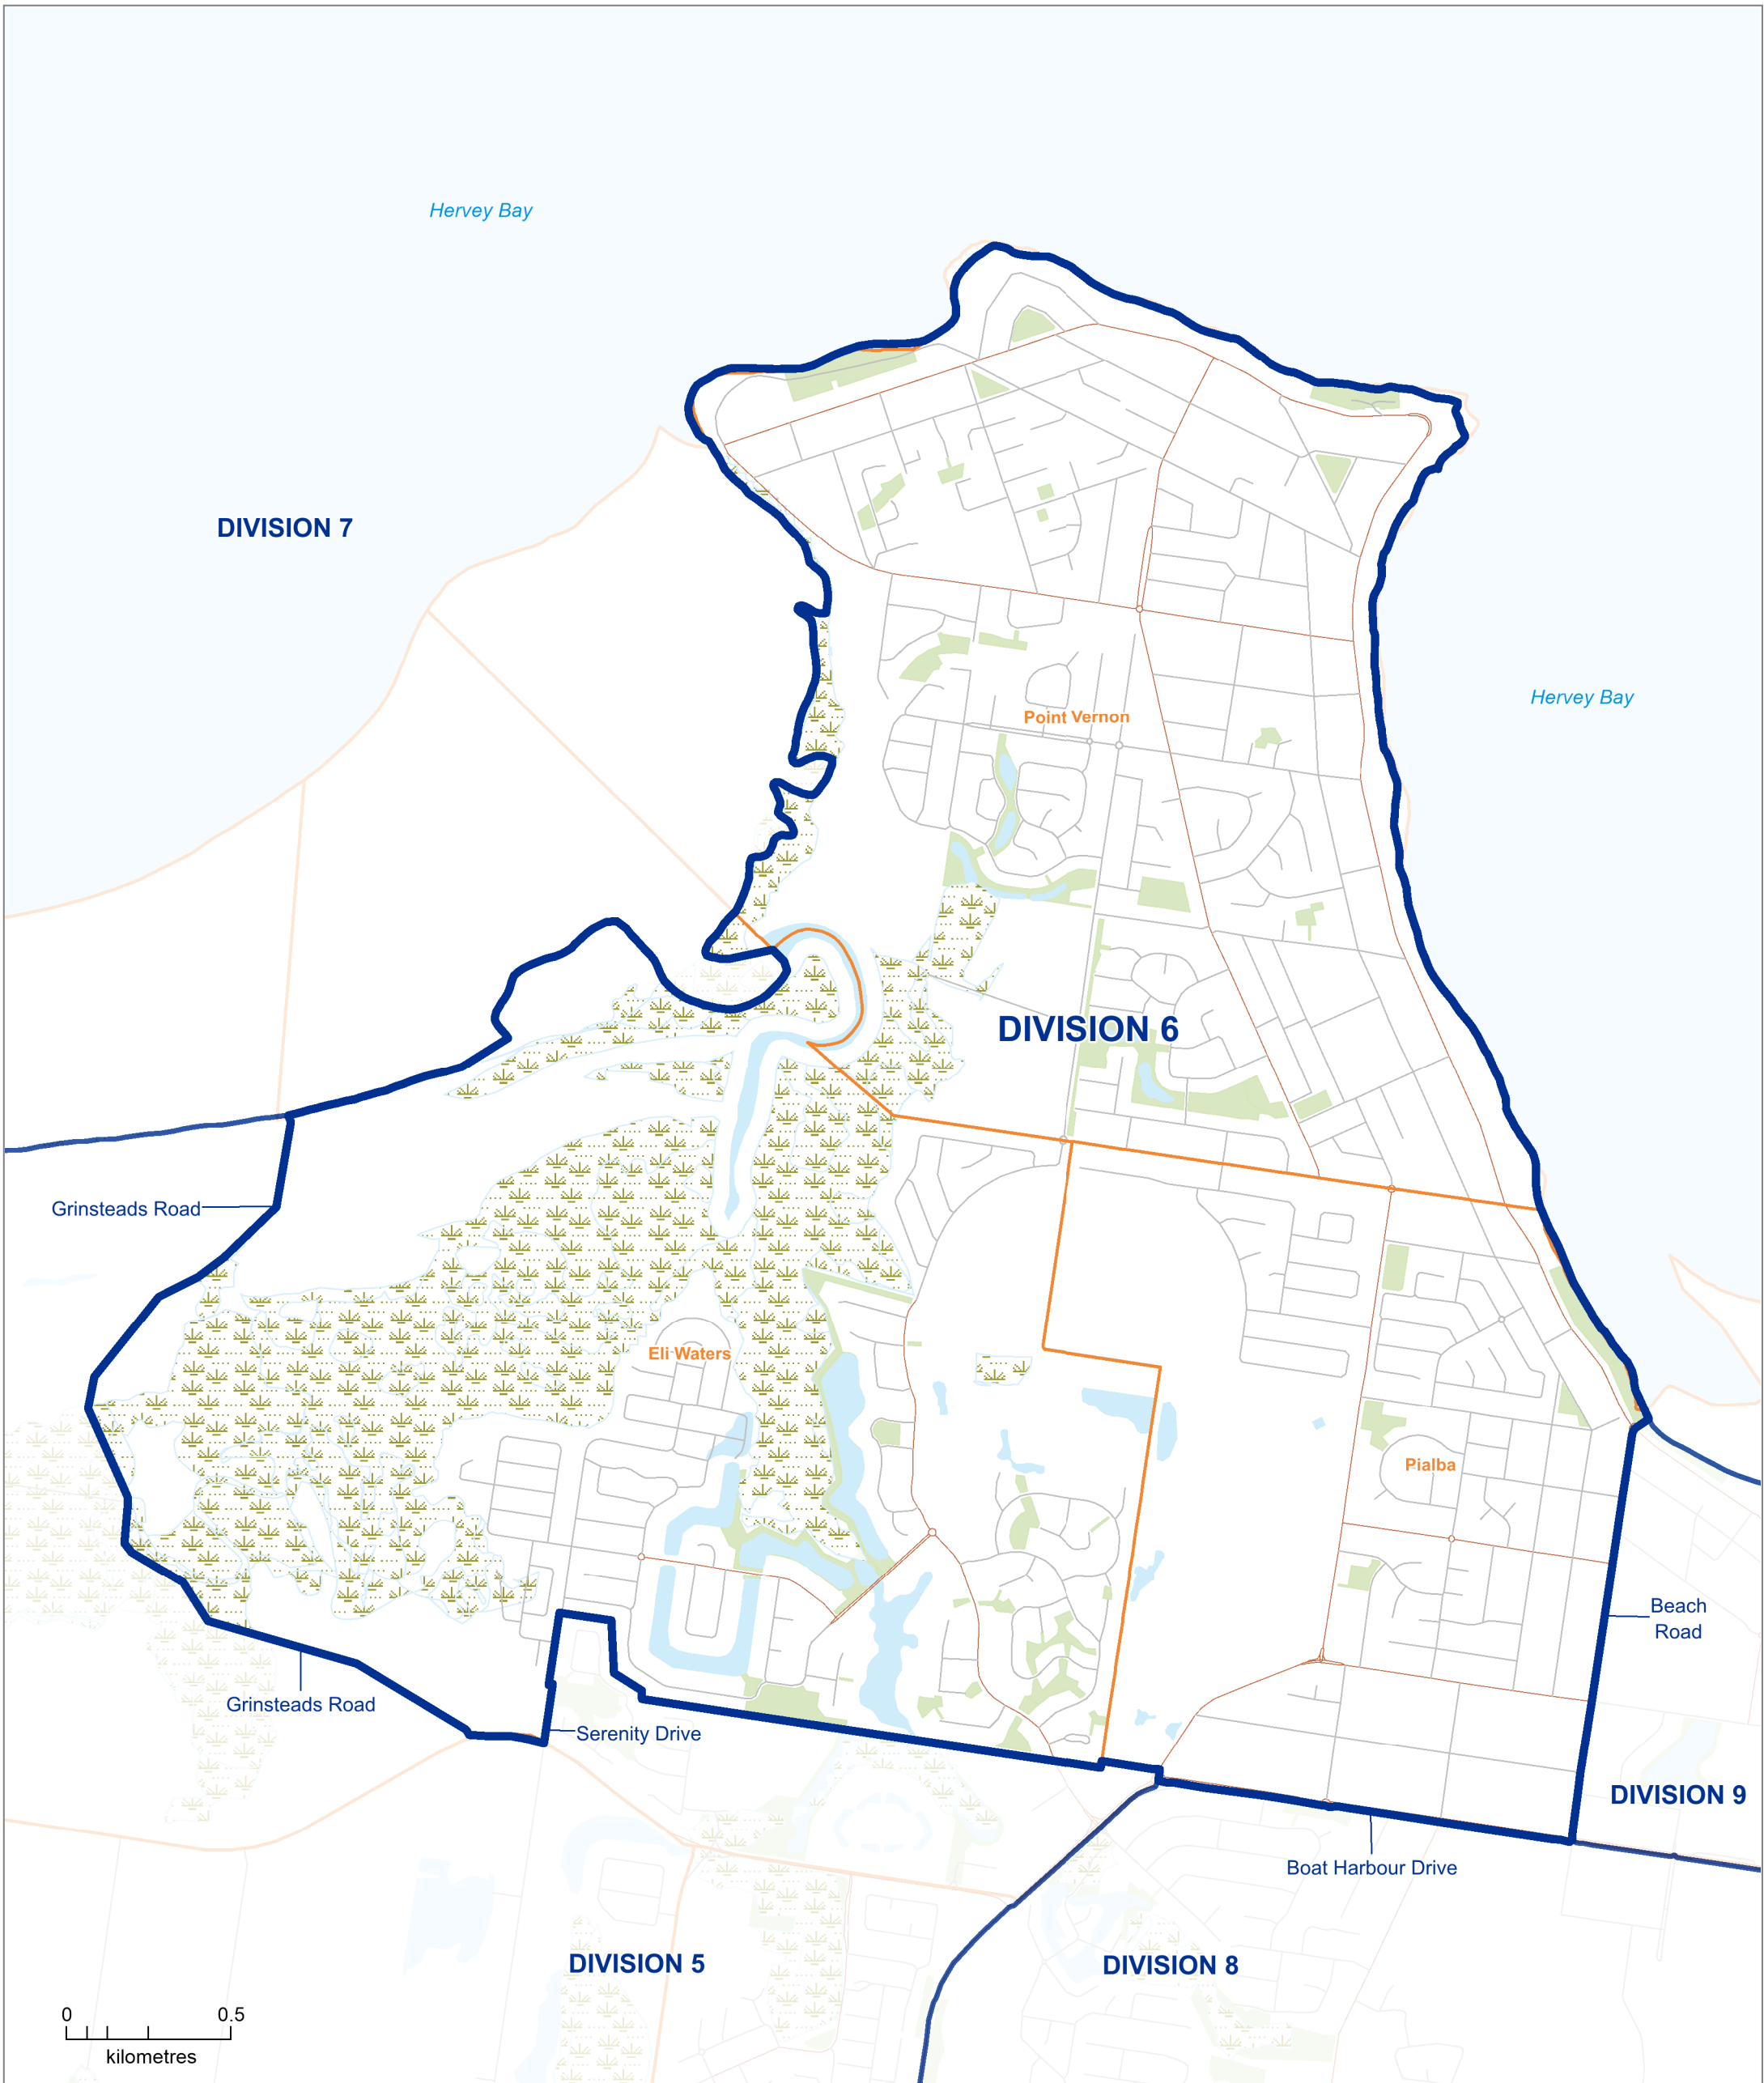 Hervey Bay
DIVISION 7
Hervey Bay
Point Vernon
DIVISION 6
Grinsteads Road
Eli Waters
Pialba
Beach
Road
Grinsteads Road
Serenity Drive
DIVISION 9
Boat Harbour Drive
DIVISION 5
DIVISION 8
0 0.5
kilometres